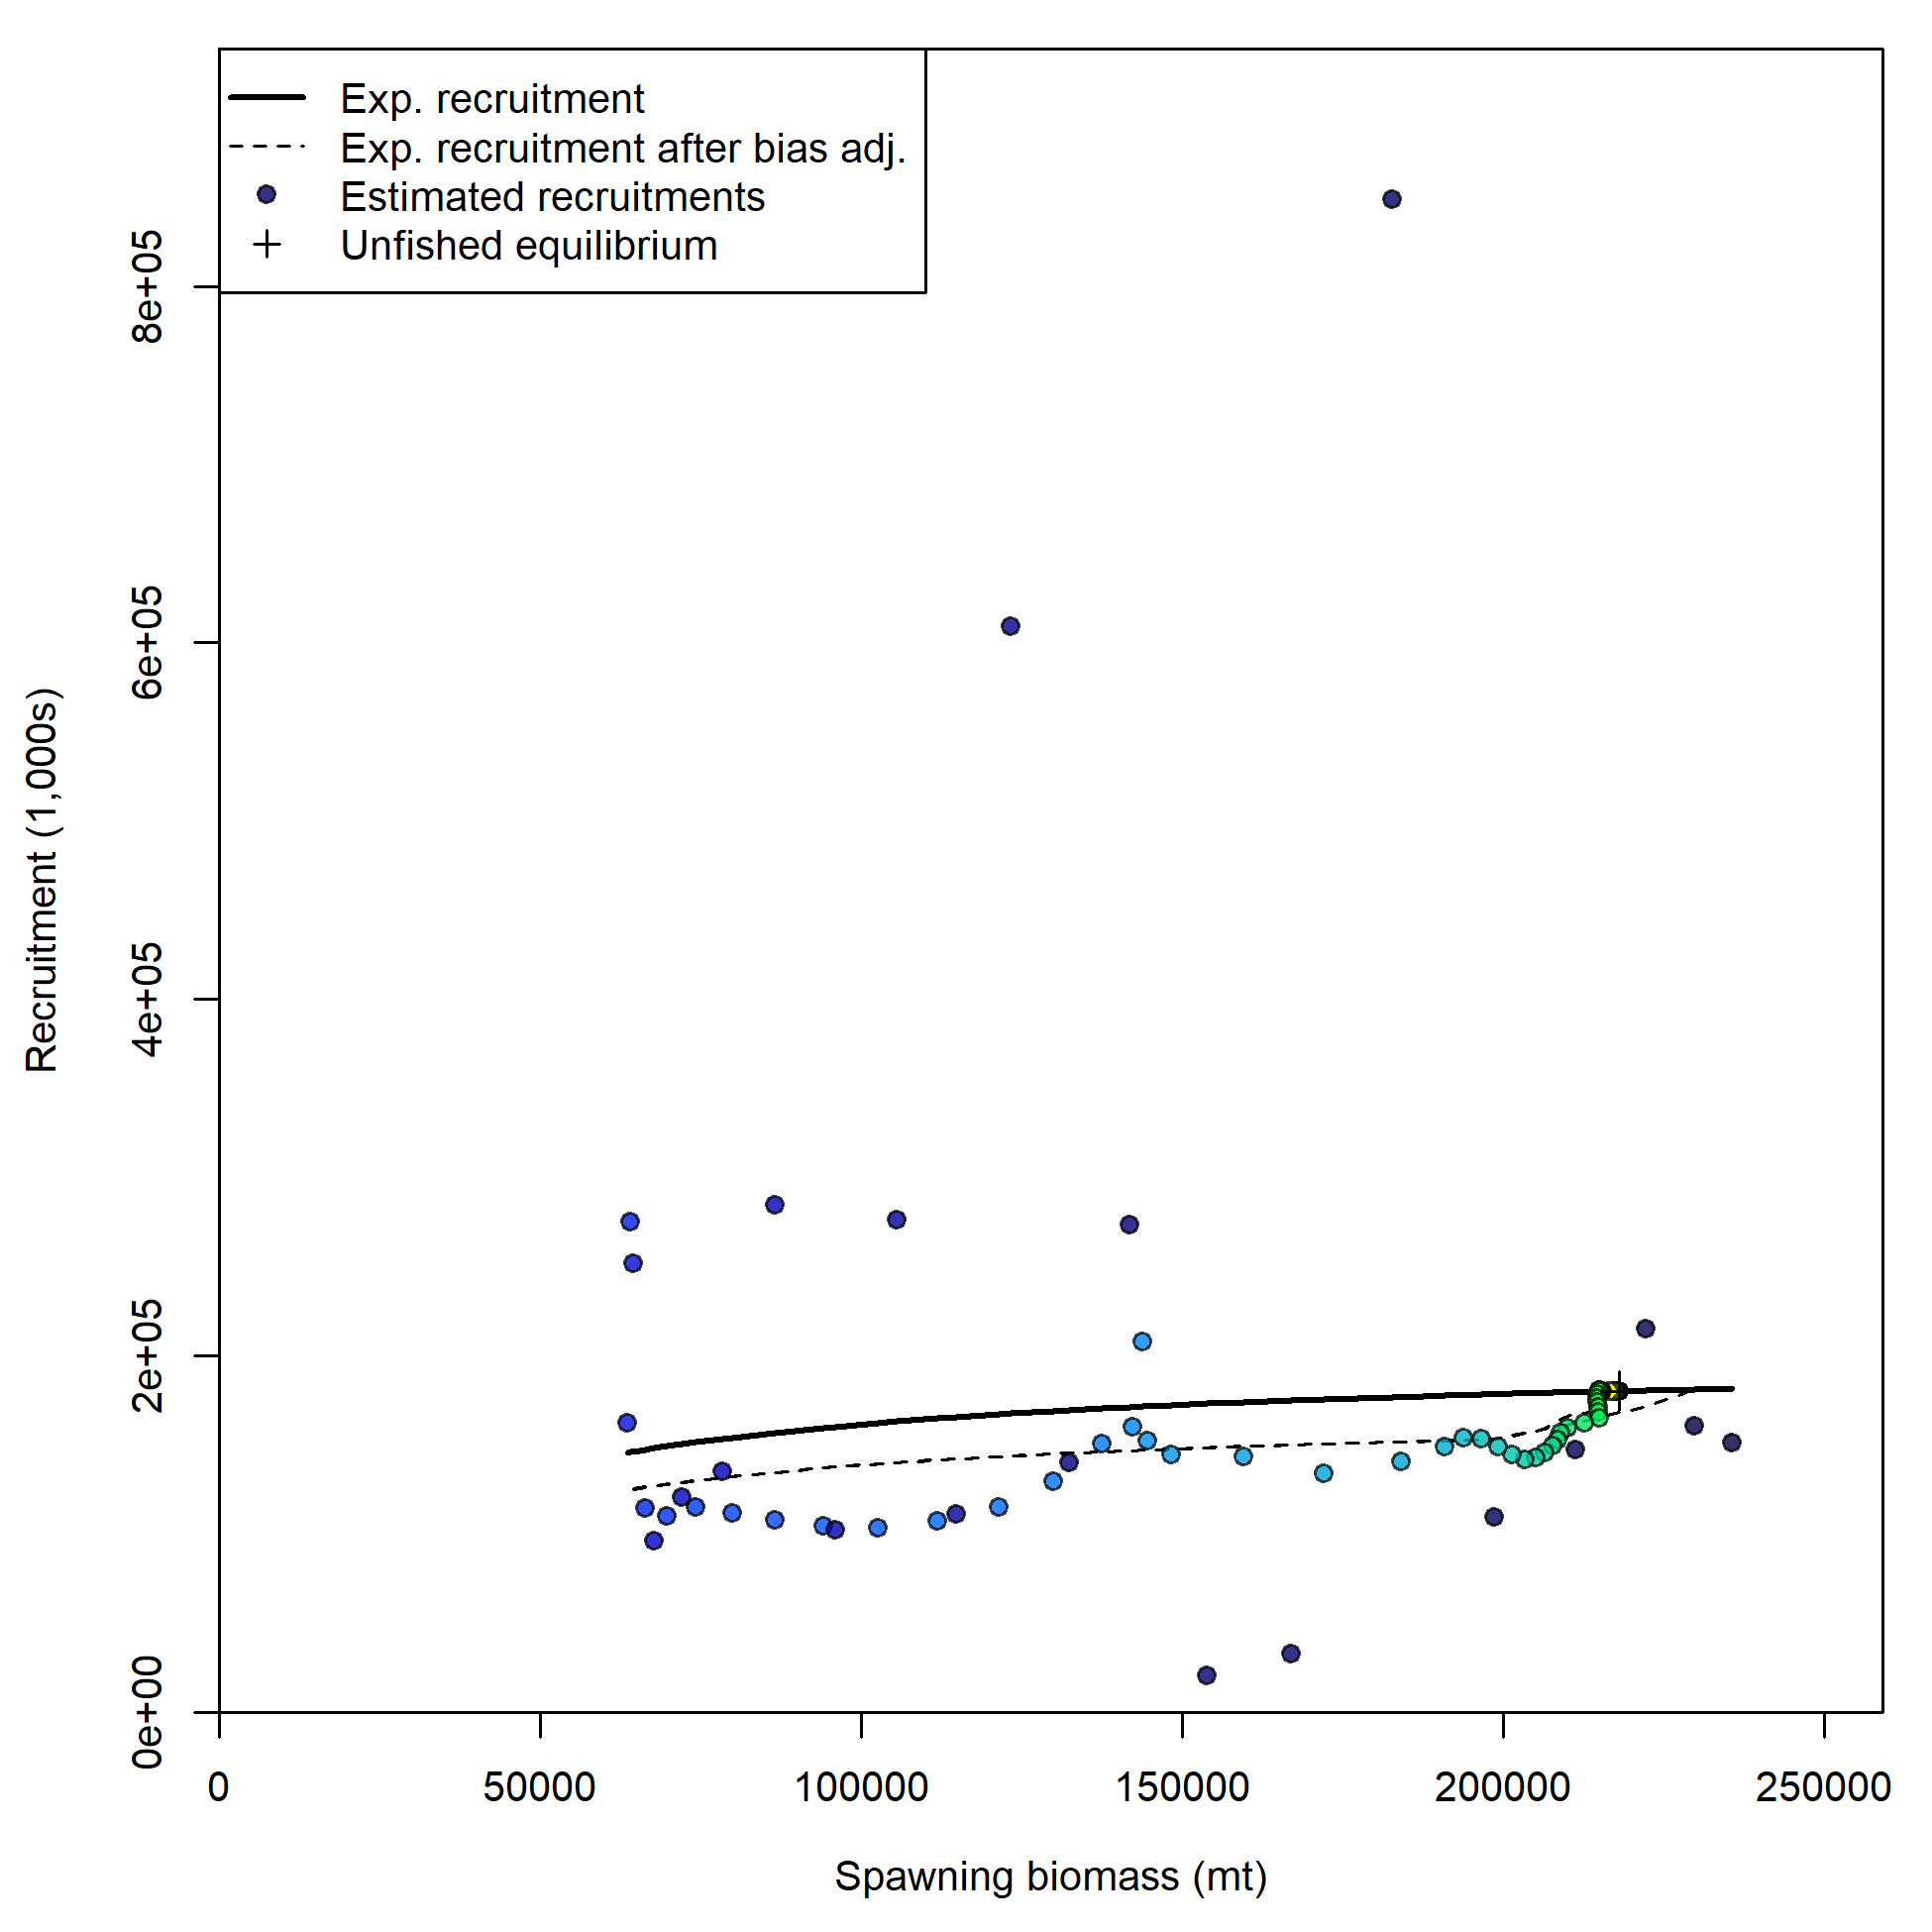 Exp. recruitment
Exp. recruitment after bias adj.
Estimated recruitments
Unfished equilibrium
8e+05
6e+05
4e+05
2e+05
0e+00
Recruitment (1,000s)
0 50000 100000 150000 200000 250000
Spawning biomass (mt)